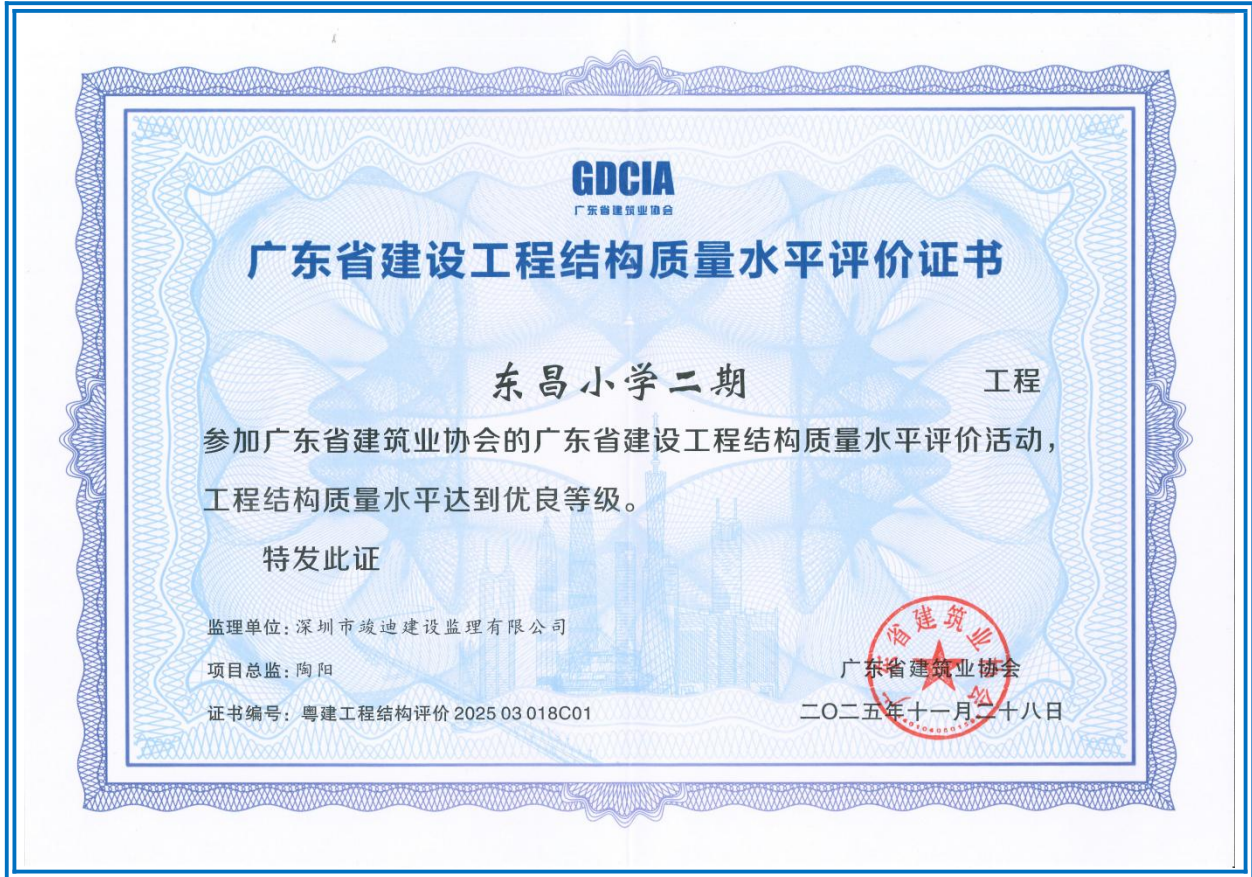 GDCIA
广东省建筑业协会
广东省建设工程结构质量水平评价证书
东昌小学二期 工程
参加广东省建筑业协会的广东省建设工程结构质量水平评价活动，
工程结构质量水平达到优良等级。
特发此证
监理单位：深圳市竣迪建设监理有限公司
项目总监：陶阳
证书编号：粤建工程结构评价 2025 03 018C01
广东省建筑业协会
二〇二五年十一月二十八日
广东省建筑业协会